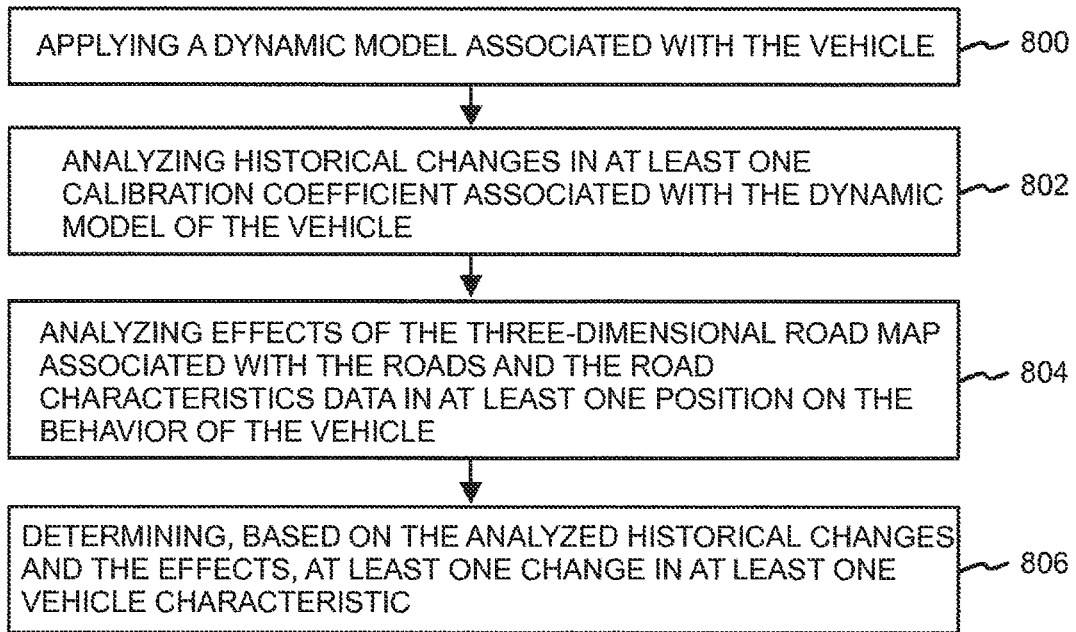 APPLYING A DYNAMIC MODEL ASSOCIATED WITH THE VEHICLE
800
ANALYZING HISTORICAL CHANGES IN AT LEAST ONE
CALIBRATION COEFFICIENT ASSOCIATED WITH THE DYNAMIC
MODEL OF THE VEHICLE
802
ANALYZING EFFECTS OF THE THREE-DIMENSIONAL ROAD MAP
ASSOCIATED WITH THE ROADS AND THE ROAD
CHARACTERISTICS DATA IN AT LEAST ONE POSITION ON THE
BEHAVIOR OF THE VEHICLE
804
DETERMINING, BASED ON THE ANALYZED HISTORICAL CHANGES
AND THE EFFECTS, AT LEAST ONE CHANGE IN AT LEAST ONE
VEHICLE CHARACTERISTIC
806